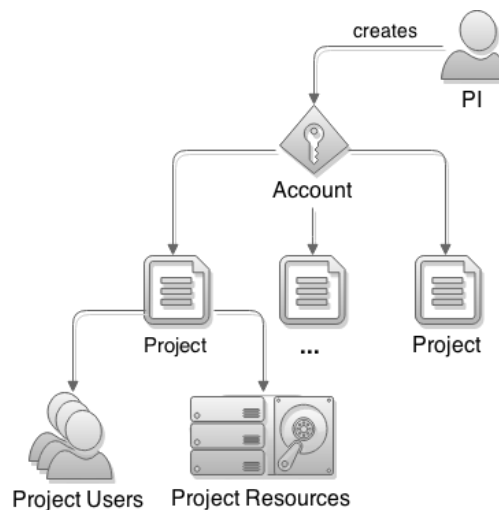 creates
PI
Account
Project
...
Project
Project Users
Project Resources